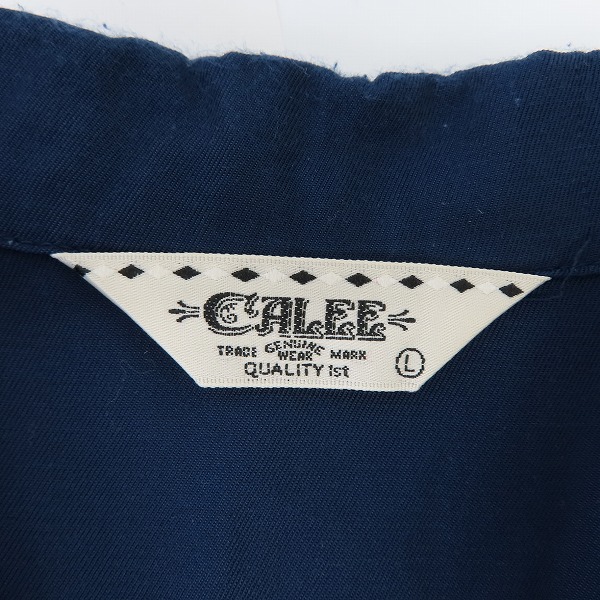 CALEE
TRADE GENUINE WEAR MARK
QUALITY 1st
L